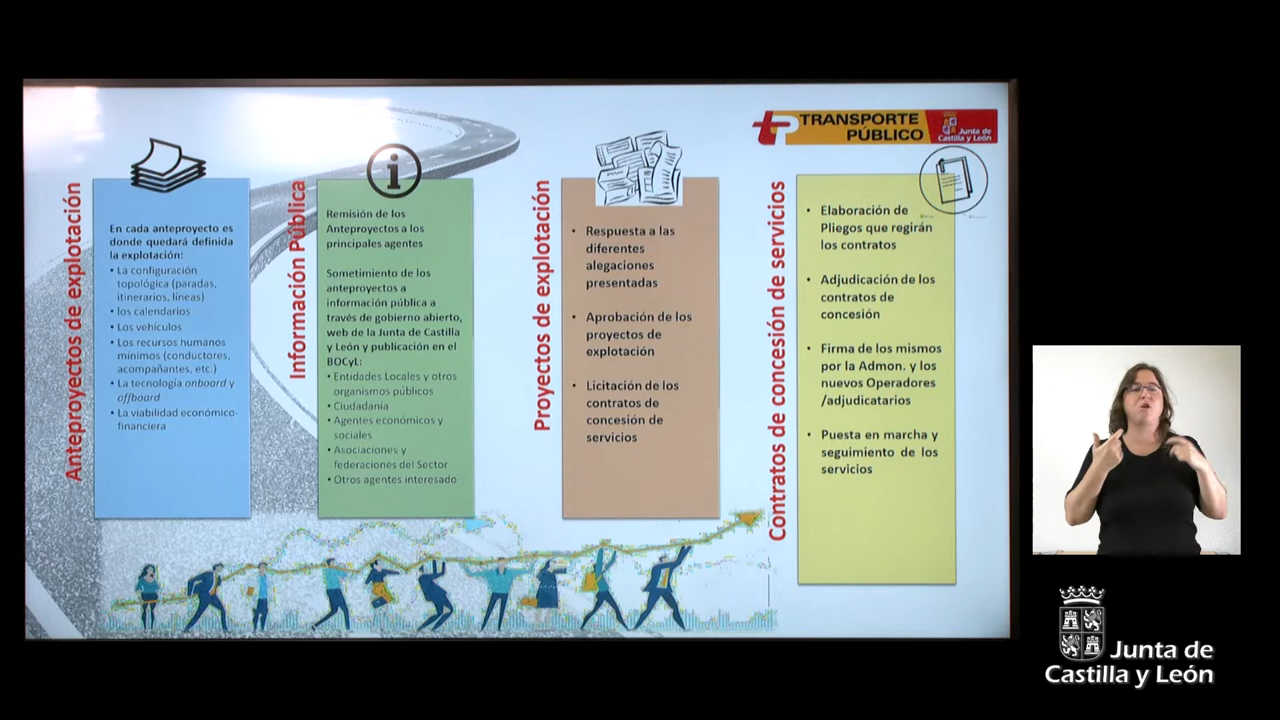 TRANSPORTE
PÚBLICO
Junta de
Castilla y León
Anteproyectos de explotación
En cada anteproyecto es
donde quedará definida
la explotación:
• La configuración
topológica (paradas,
itinerarios, líneas)
• los calendarios
• Los vehículos
• Los recursos humanos
mínimos (conductores,
acompañantes, etc.)
• La tecnología onboard y
offboard
• La viabilidad económico-
financiera
Información Pública
Remisión de los
Anteproyectos a los
principales agentes
Sometimiento de los
anteproyectos a
información pública a
través de gobierno abierto,
web de la Junta de Castilla
y León y publicación en el
BOCyL:
• Entidades Locales y otros
organismos públicos
• Ciudadanía
• Agentes económicos y
sociales
• Asociaciones y
federaciones del Sector
• Otros agentes interesado
Proyectos de explotación
• Respuesta a las
diferentes
alegaciones
presentadas
• Aprobación de los
proyectos de
explotación
• Licitación de los
contratos de
concesión de
servicios
Contratos de concesión de servicios
• Elaboración de
Pliegos que regirán
los contratos
• Adjudicación de los
contratos de
concesión
• Firma de los mismos
por la Admon. y los
nuevos Operadores
/adjudicatarios
• Puesta en marcha y
seguimiento de los
servicios
Junta de
Castilla y León